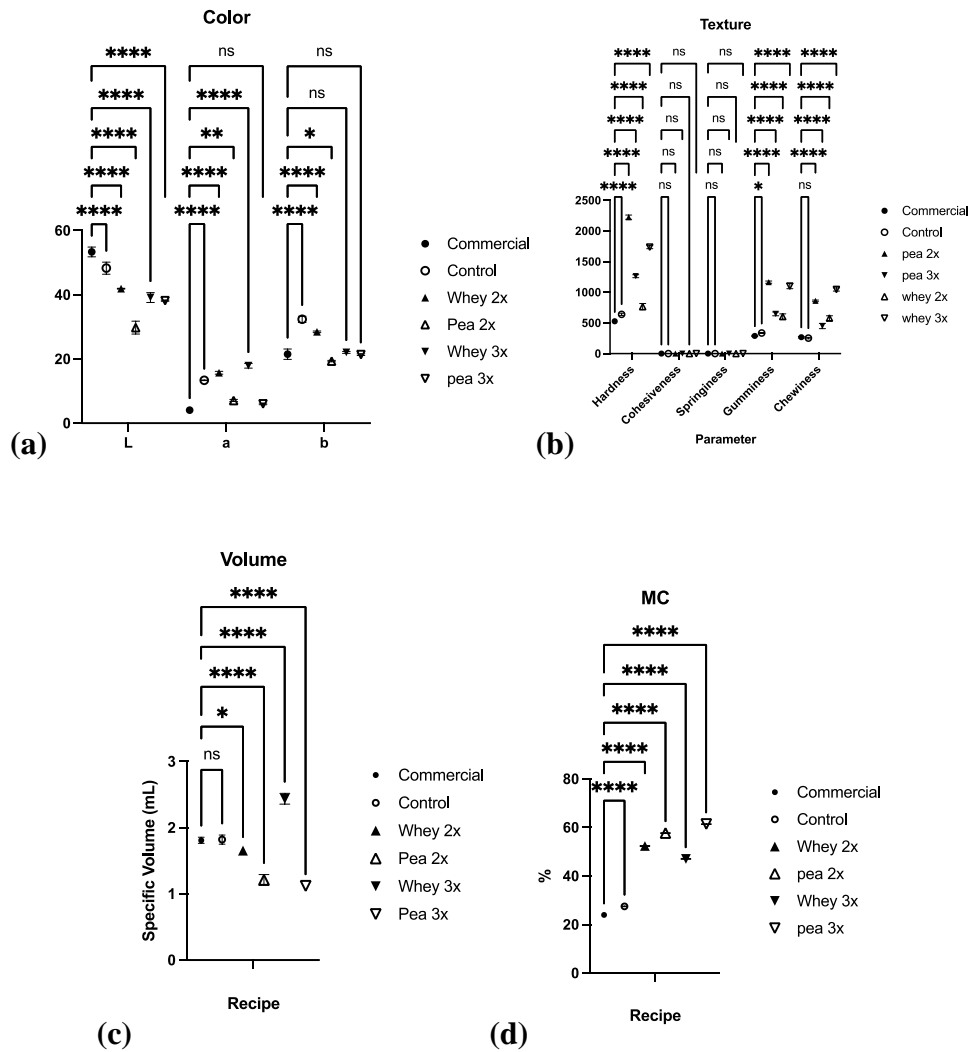 Color
ns
ns
****
****
****
ns
****
**
*
****
****
****
****
****
****
60
40
20
0
L
a
b
Commercial
Control
Whey 2x
Pea 2x
Whey 3x
pea 3x
(a)
Texture
ns
ns
****
****
****
ns
ns
****
****
****
ns
ns
****
****
****
ns
ns
****
****
****
ns
ns
*
ns
2500
2000
1500
1000
500
0
Hardness
Cohesiveness
Springiness
Gumminess
Chewiness
Parameter
Commercial
Control
pea 2x
pea 3x
whey 2x
whey 3x
(b)
Volume
****
****
****
*
ns
3
2
1
0
Specific Volume (mL)
Recipe
Commercial
Control
Whey 2x
Pea 2x
Whey 3x
Pea 3x
(c)
MC
****
****
****
****
****
80
60
40
20
0
%
Recipe
Commercial
Control
Whey 2x
pea 2x
Whey 3x
pea 3x
(d)